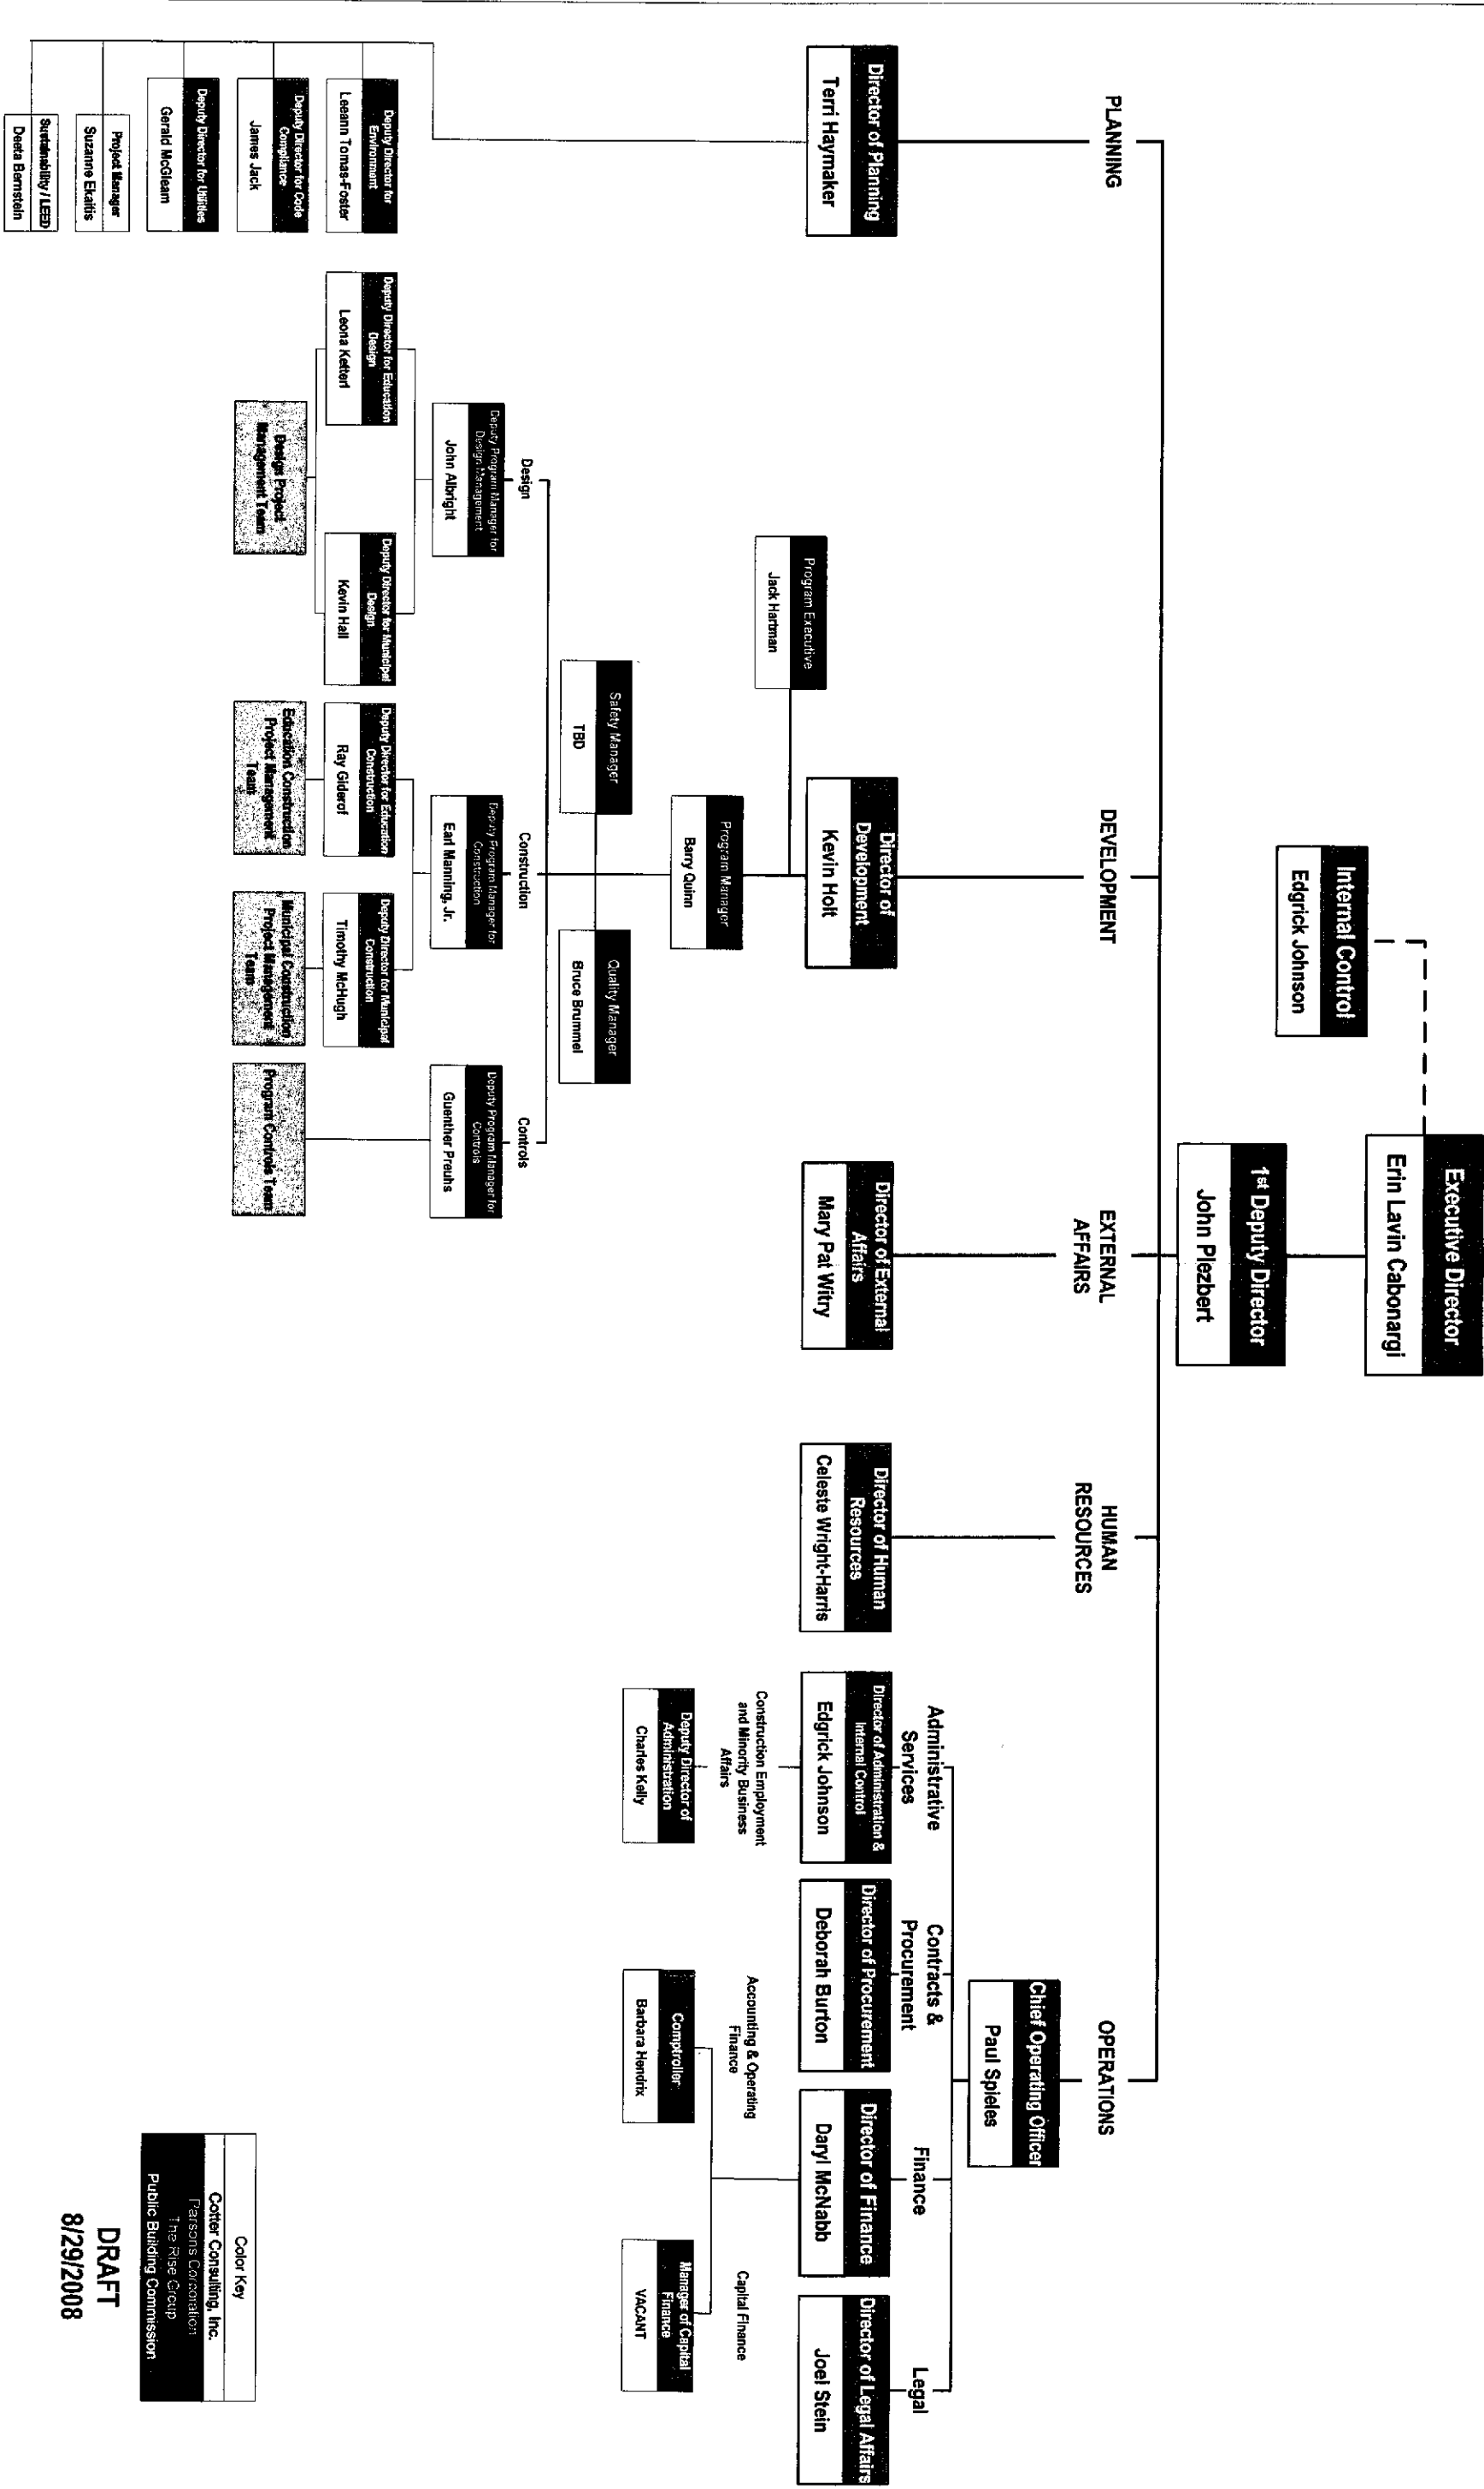 Executive Director
Erin Lavin Cabonargi
Internal Control
Edgrick Johnson
1st Deputy Director
John Plezbert
PLANNING
DEVELOPMENT
EXTERNAL
AFFAIRS
HUMAN
RESOURCES
OPERATIONS
Chief Operating Officer
Paul Spieles
Director of Planning
Terri Haymaker
Director of
Development
Kevin Holt
Director of External
Affairs
Mary Pat Witry
Director of Human
Resources
Celeste Wright-Harris
Administrative
Services
Contracts &
Procurement
Finance
Legal
Director of Administration &
Internal Control
Edgrick Johnson
Director of Procurement
Deborah Burton
Director of Finance
Daryl McNabb
Director of Legal Affairs
Joel Stein
Program Executive
Jack Hartman
Program Manager
Barry Quinn
Construction Employment
and Minority Business
Affairs
Accounting & Operating
Finance
Capital Finance
Deputy Director of
Administration
Charles Kelly
Comptroller
Barbara Hendrix
Manager of Capital
Finance
VACANT
Safety Manager
TBD
Quality Manager
Bruce Brummel
Design
Construction
Controls
Deputy Program Manager for
Design Management
John Albright
Deputy Program Manager for
Construction
Earl Manning, Jr.
Deputy Program Manager for
Controls
Guenther Preuhs
Deputy Director for
Environment
Leeann Tomas-Foster
Deputy Director for Education
Design
Leona Ketterl
Deputy Director for Municipal
Design
Kevin Hall
Deputy Director for Education
Construction
Ray Giderof
Deputy Director for Municipal
Construction
Timothy McHugh
Deputy Director for Code
Compliance
James Jack
Design Project
Management Team
Education Construction
Project Management
Team
Municipal Construction
Project Management
Team
Program Controls Team
Deputy Director for Utilities
Gerald McGleam
Project Manager
Suzanne Ekaitis
Sustainability / LEED
Deeta Bernstein
Color Key
Cotter Consulting, Inc.
Parsons Corporation
The Rise Group
Public Building Commission
DRAFT
8/29/2008